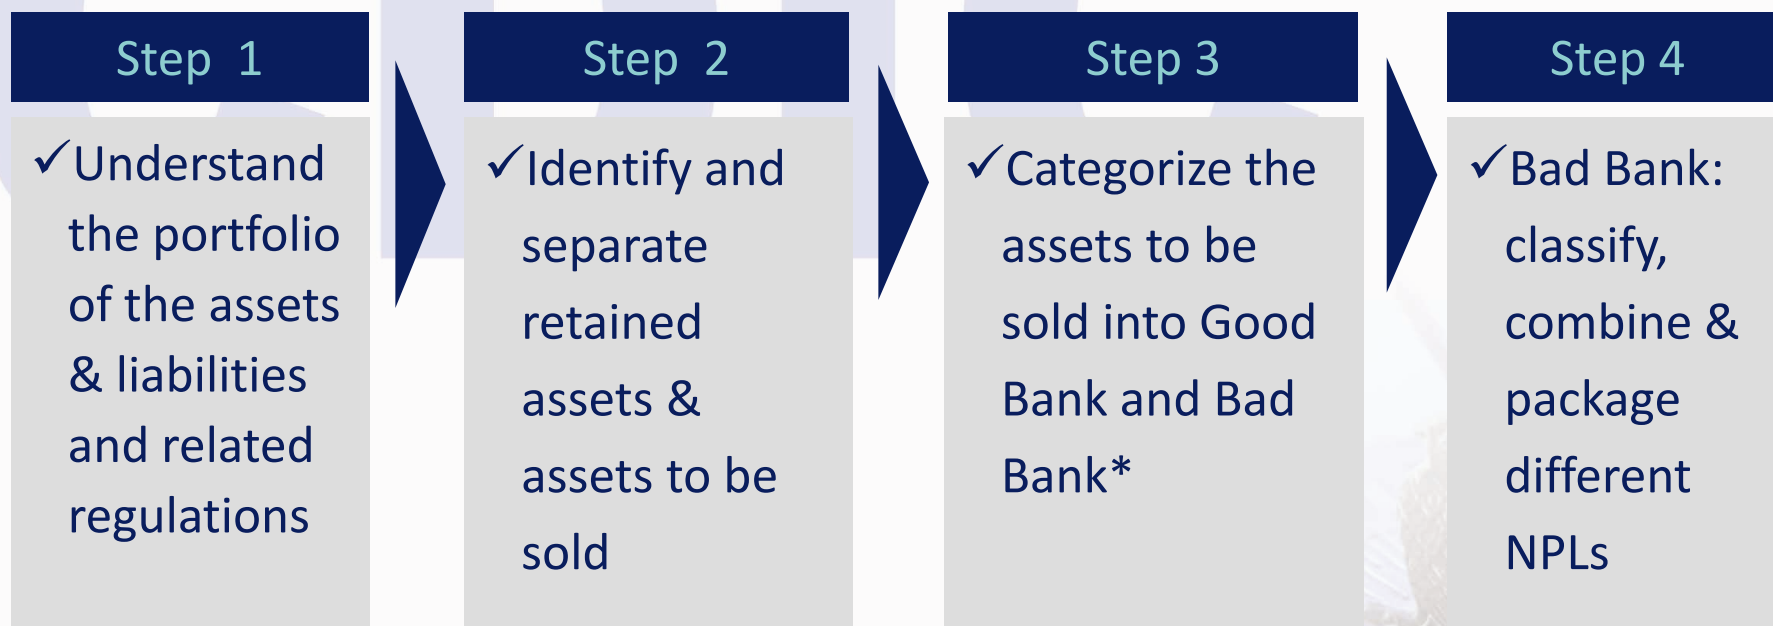 Step 1
✓Understand
the portfolio
of the assets
& liabilities
and related
regulations
Step 2
✓Identify and
separate
retained
assets &
assets to be
sold
Step 3
✓Categorize the
assets to be
sold into Good
Bank and Bad
Bank*
Step 4
✓Bad Bank:
classify,
combine &
package
different
NPLs